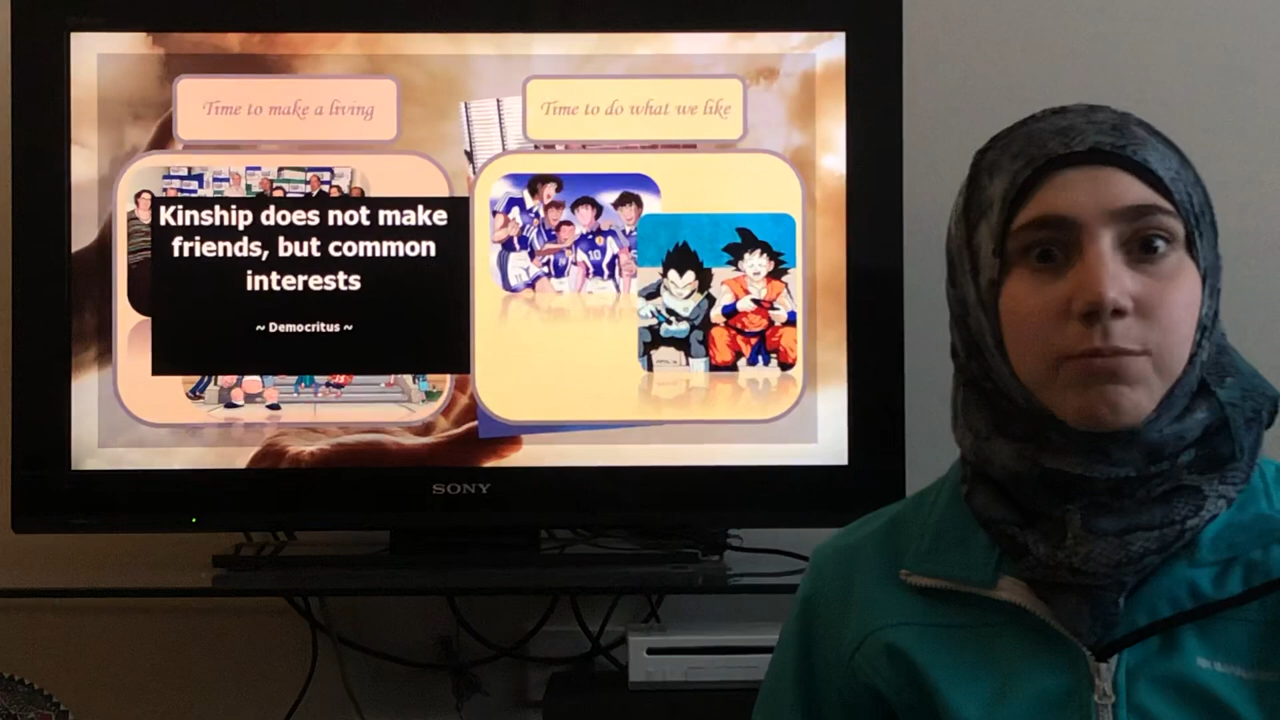 Time to make a living
Time to do what we like
Kinship does not make
friends, but common
interests
~ Democritus ~
10
SONY